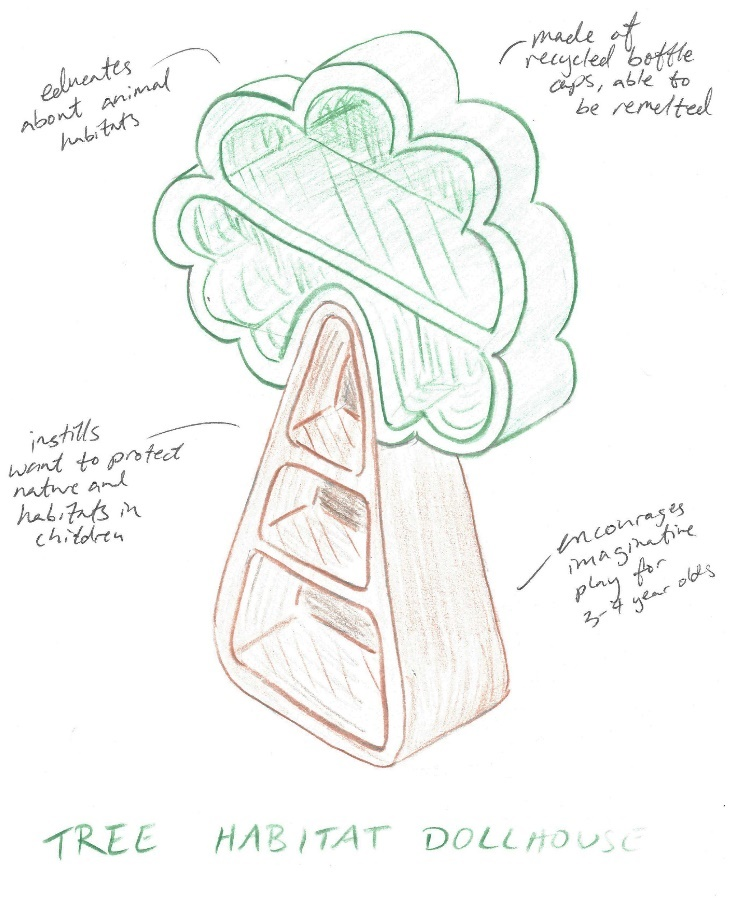 educates
about animal
habitats
made of
recycled bottle
caps, able to
be remelted
instills
want to protect
nature and
habitats in
children
encourages
imaginative
play for
3-7 year olds
TREE HABITAT DOLLHOUSE